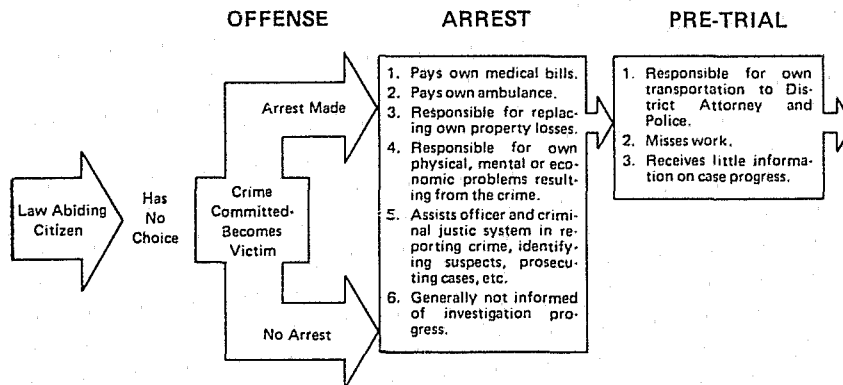 OFFENSE
ARREST
PRE-TRIAL
Law Abiding
Citizen
Has
No
Choice
Crime
Committed-
Becomes
Victim
Arrest Made
No Arrest
1. Pays own medical bills.
2. Pays own ambulance.
3. Responsible for replac-
ing own property losses.
4. Responsible for own
physical, mental or eco-
nomic problems result-
ing from the crime.
5. Assists officer and crimi-
nal justic system in re-
porting crime, identify-
ing suspects, prosecu-
ting cases, etc.
6. Generally not informed
of investigation pro-
gress.
1. Responsible for own
transportation to Dis-
trict Attorney and
Police.
2. Misses work.
3. Receives little informa-
tion on case progress.